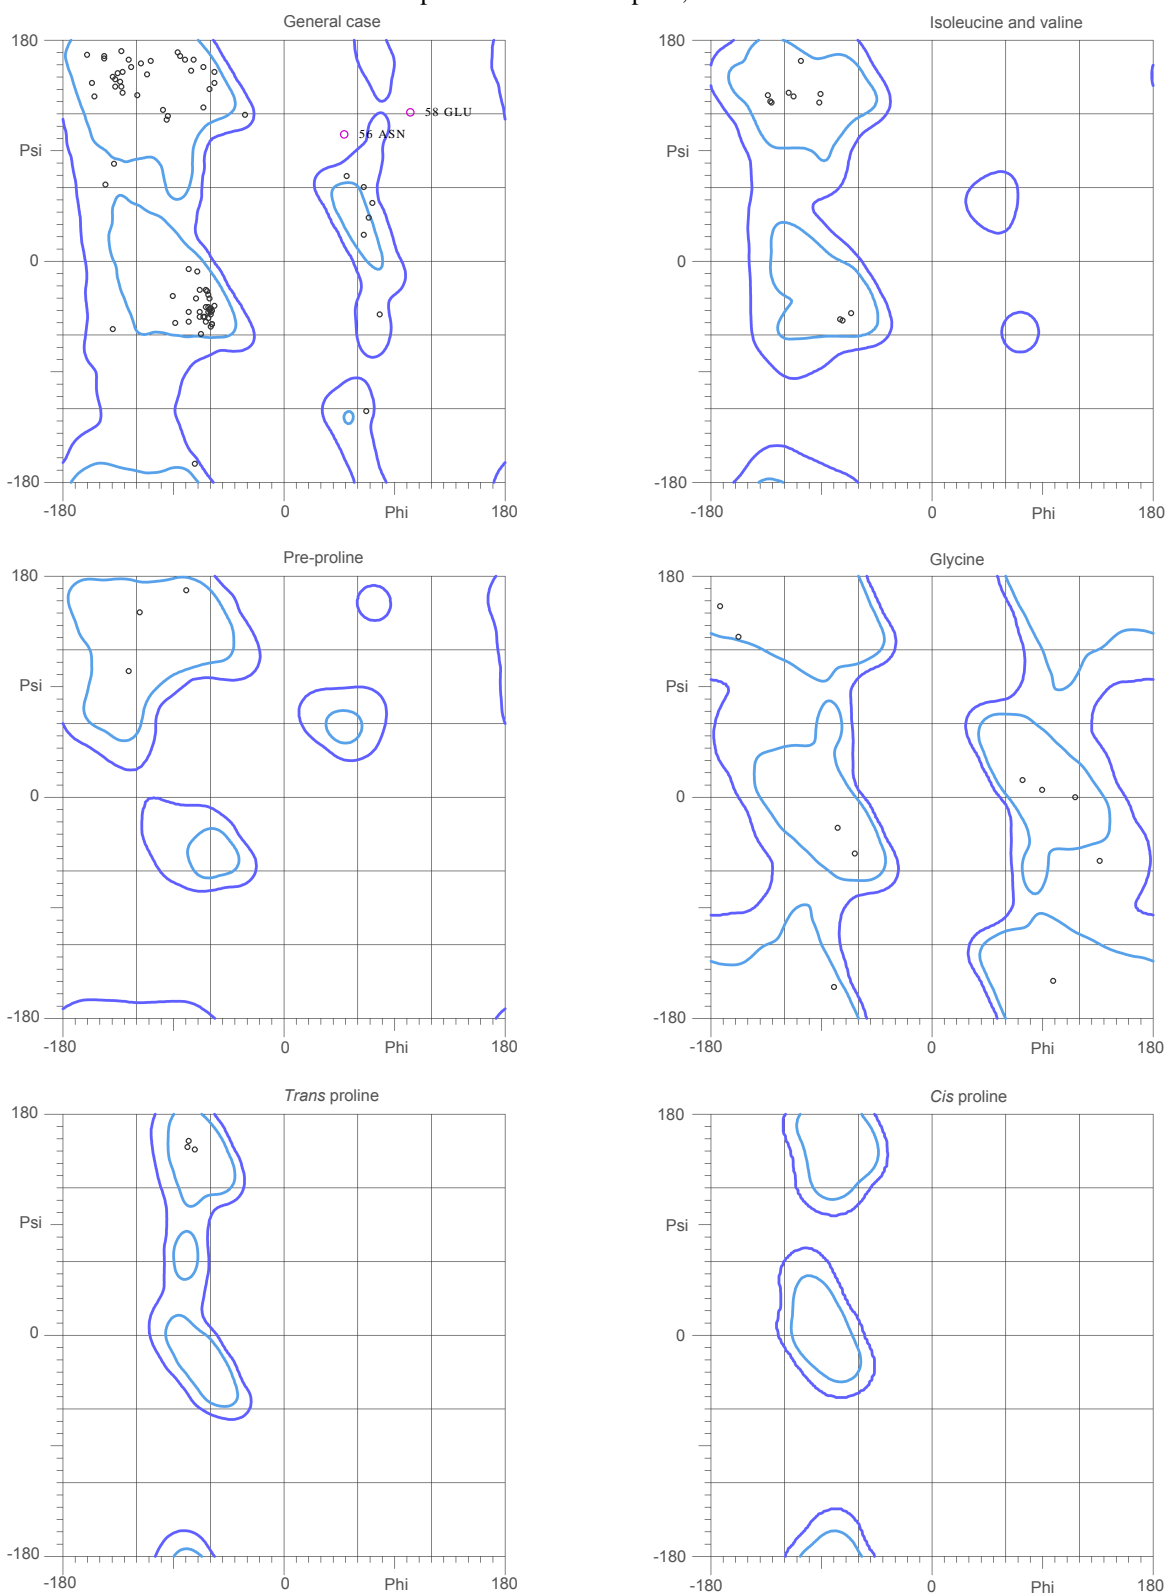 General case
Isoleucine and valine
180
180
58 GLU
56 ASN
Psi
Psi
0
0
-180
-180
-180
0
Phi
180
-180
0
Phi
180
Pre-proline
Glycine
180
180
Psi
Psi
0
0
-180
-180
-180
0
Phi
180
-180
0
Phi
180
Trans proline
Cis proline
180
180
Psi
Psi
0
0
-180
-180
-180
0
Phi
180
-180
0
Phi
180